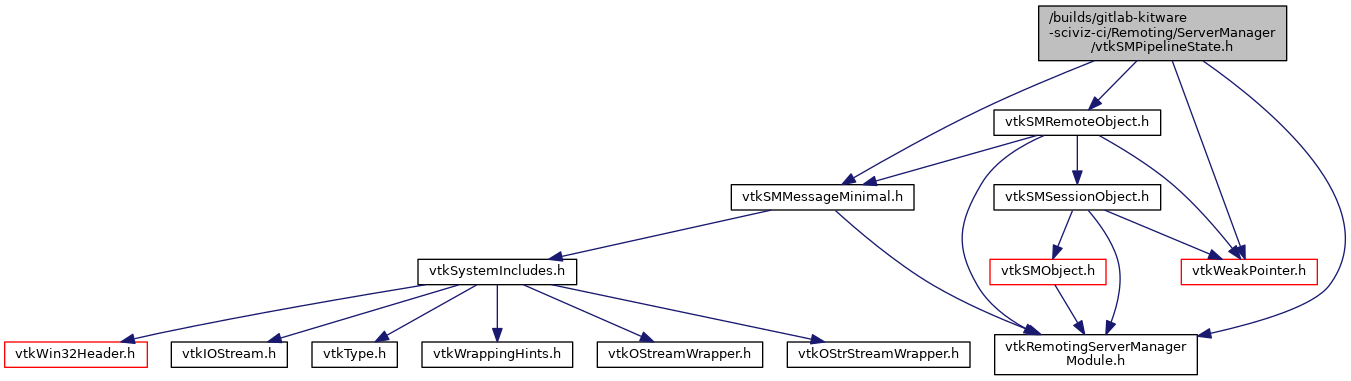 /builds/gitlab-kitware
-sciviz-ci/Remoting/ServerManager
/vtkSMPipelineState.h
vtkSMRemoteObject.h
vtkSMMessageMinimal.h
vtkSMSessionObject.h
vtkSystemIncludes.h
vtkSMObject.h
vtkWeakPointer.h
vtkWin32Header.h
vtkIOStream.h
vtkType.h
vtkWrappingHints.h
vtkOStreamWrapper.h
vtkOStrStreamWrapper.h
vtkRemotingServerManager
Module.h